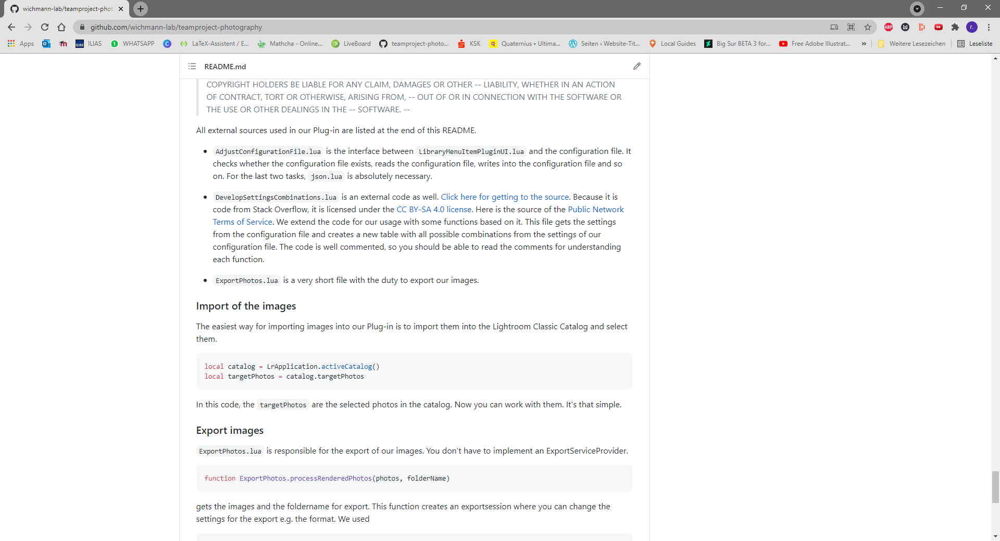 wichmann-lab/teamproject-phot
github.com/wichmann-lab/teamproject-photography
ABP
r.
Apps
ILIAS
WHATSAPP
LaTeX-Assistent / E...
Mathcha - Online...
LiveBoard
teamproject-photo...
KSK
Quaternius • Ultima...
Seiten ‹ Website-Tit...
Local Guides
Big Sur BETA 3 for...
Free Adobe Illustrat...
»
Weitere Lesezeichen
Leseliste
README.md
COPYRIGHT HOLDERS BE LIABLE FOR ANY CLAIM, DAMAGES OR OTHER -- LIABILITY, WHETHER IN AN ACTION
OF CONTRACT, TORT OR OTHERWISE, ARISING FROM, -- OUT OF OR IN CONNECTION WITH THE SOFTWARE OR
THE USE OR OTHER DEALINGS IN THE -- SOFTWARE. --
All external sources used in our Plug-in are listed at the end of this README.
• AdjustConfigurationFile.lua is the interface between LibraryMenuItemPluginUI.lua and the configuration file. It
checks whether the configuration file exists, reads the configuration file, writes into the configuration file and so
on. For the last two tasks, json.lua is absolutely necessary.
• DevelopSettingsCombinations.lua is an external code as well. Click here for getting to the source. Because it is
code from Stack Overflow, it is licensed under the CC BY-SA 4.0 license. Here is the source of the Public Network
Terms of Service. We extend the code for our usage with some functions based on it. This file gets the settings
from the configuration file and creates a new table with all possible combinations from the settings of our
configuration file. The code is well commented, so you should be able to read the comments for understanding
each function.
• ExportPhotos.lua is a very short file with the duty to export our images.
Import of the images
The easiest way for importing images into our Plug-in is to import them into the Lightroom Classic Catalog and select
them.
local catalog = LrApplication.activeCatalog()
local targetPhotos = catalog.targetPhotos
In this code, the targetPhotos are the selected photos in the catalog. Now you can work with them. It's that simple.
Export images
ExportPhotos.lua is responsible for the export of our images. You don't have to implement an ExportServiceProvider.
function ExportPhotos.processRenderedPhotos(photos, folderName)
gets the images and the foldername for export. This function creates an exportsession where you can change the
settings for the export e.g. the format. We used